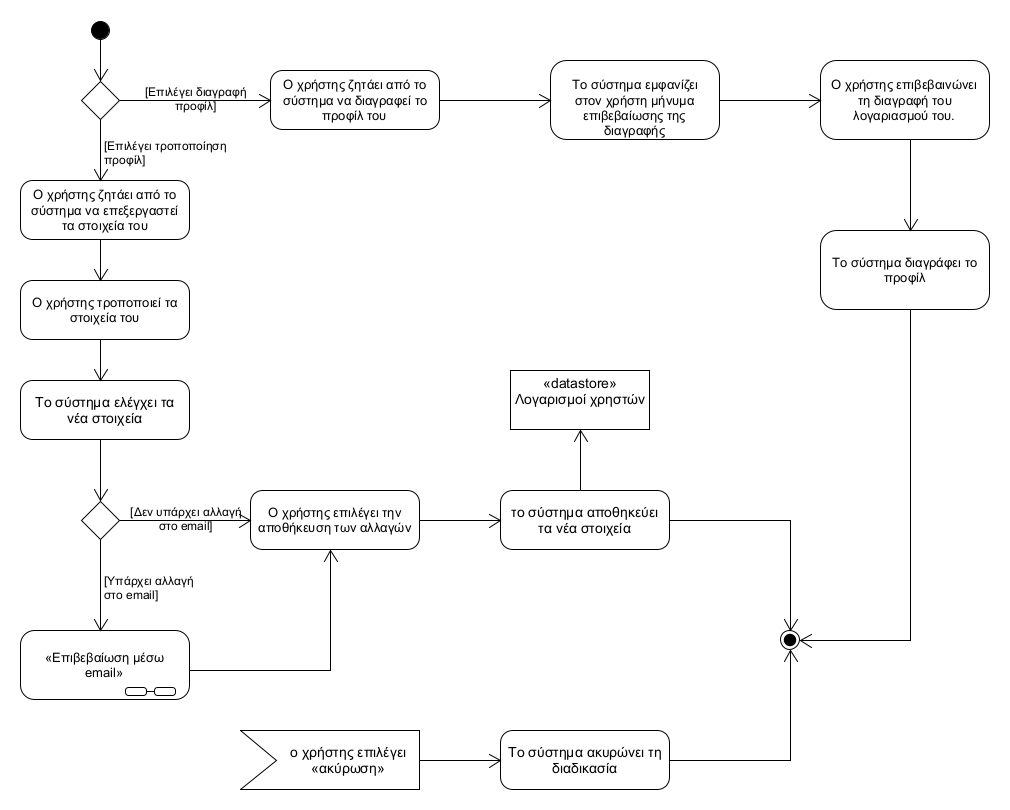 [Επιλέγει διαγραφή
προφίλ]
Ο χρήστης ζητάει από το
σύστημα να διαγραφεί το
προφίλ του
Το σύστημα εμφανίζει
στον χρήστη μήνυμα
επιβεβαίωσης της
διαγραφής
Ο χρήστης επιβεβαινώνει
τη διαγραφή του
λογαριασμού του.
[Επιλέγει τροποποίηση
προφίλ]
Ο χρήστης ζητάει από το
σύστημα να επεξεργαστεί
τα στοιχεία του
Το σύστημα διαγράφει το
προφίλ
Ο χρήστης τροποποιεί τα
στοιχεία του
Το σύστημα ελέγχει τα
νέα στοιχεία
«datastore»
Λογαρισμοί χρηστών
[Δεν υπάρχει αλλαγή
στο email]
Ο χρήστης επιλέγει την
αποθήκευση των αλλαγών
το σύστημα αποθηκεύει
τα νέα στοιχεία
[Υπάρχει αλλαγή
στο email]
«Επιβεβαίωση μέσω
email»
ο χρήστης επιλέγει
«ακύρωση»
Το σύστημα ακυρώνει τη
διαδικασία